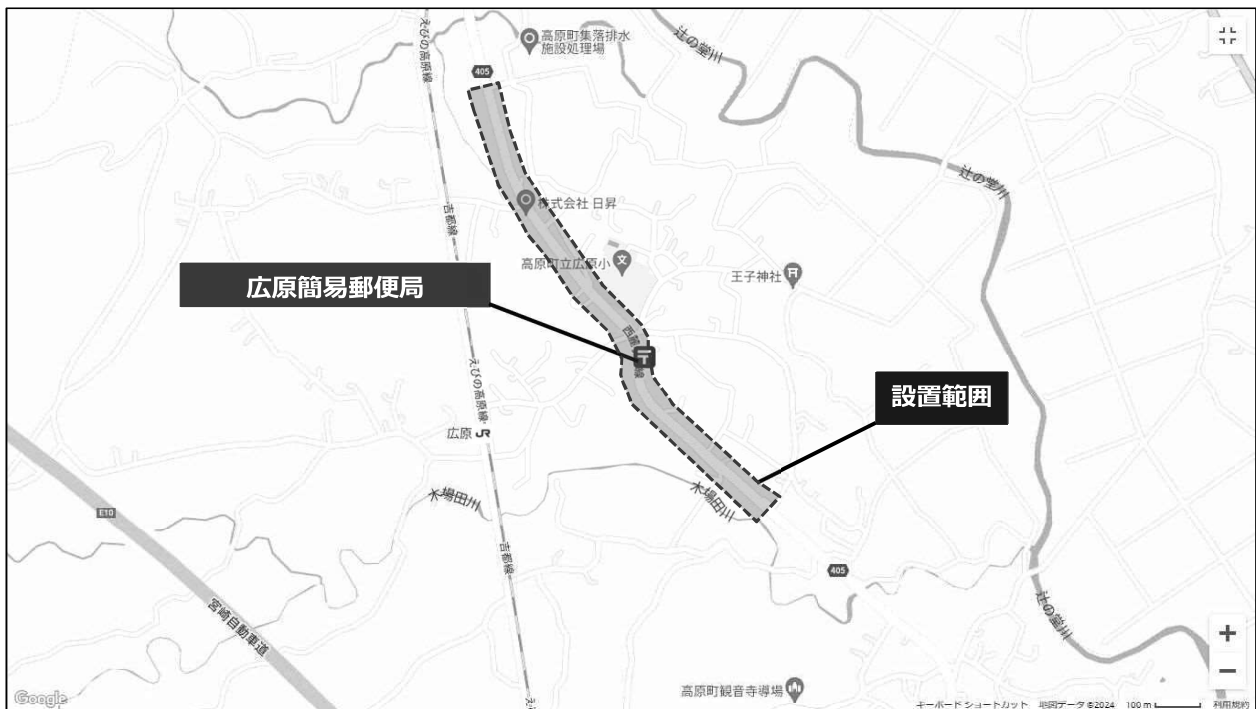 辻の堂川
高原町集落排水
施設処理場
えびの高原線
405
辻の堂川
株式会社 日昇
吉都線
高原町立広原小
王子神社
広原簡易郵便局
西麓
線
えびの高原線
設置範囲
広原
木場田川
木場田川
E10
吉都線
405
宮崎自動車道
辻の堂川
高原町観音寺導場
Google
キーボード ショートカット
地図データ ©2024
100 m
利用規約